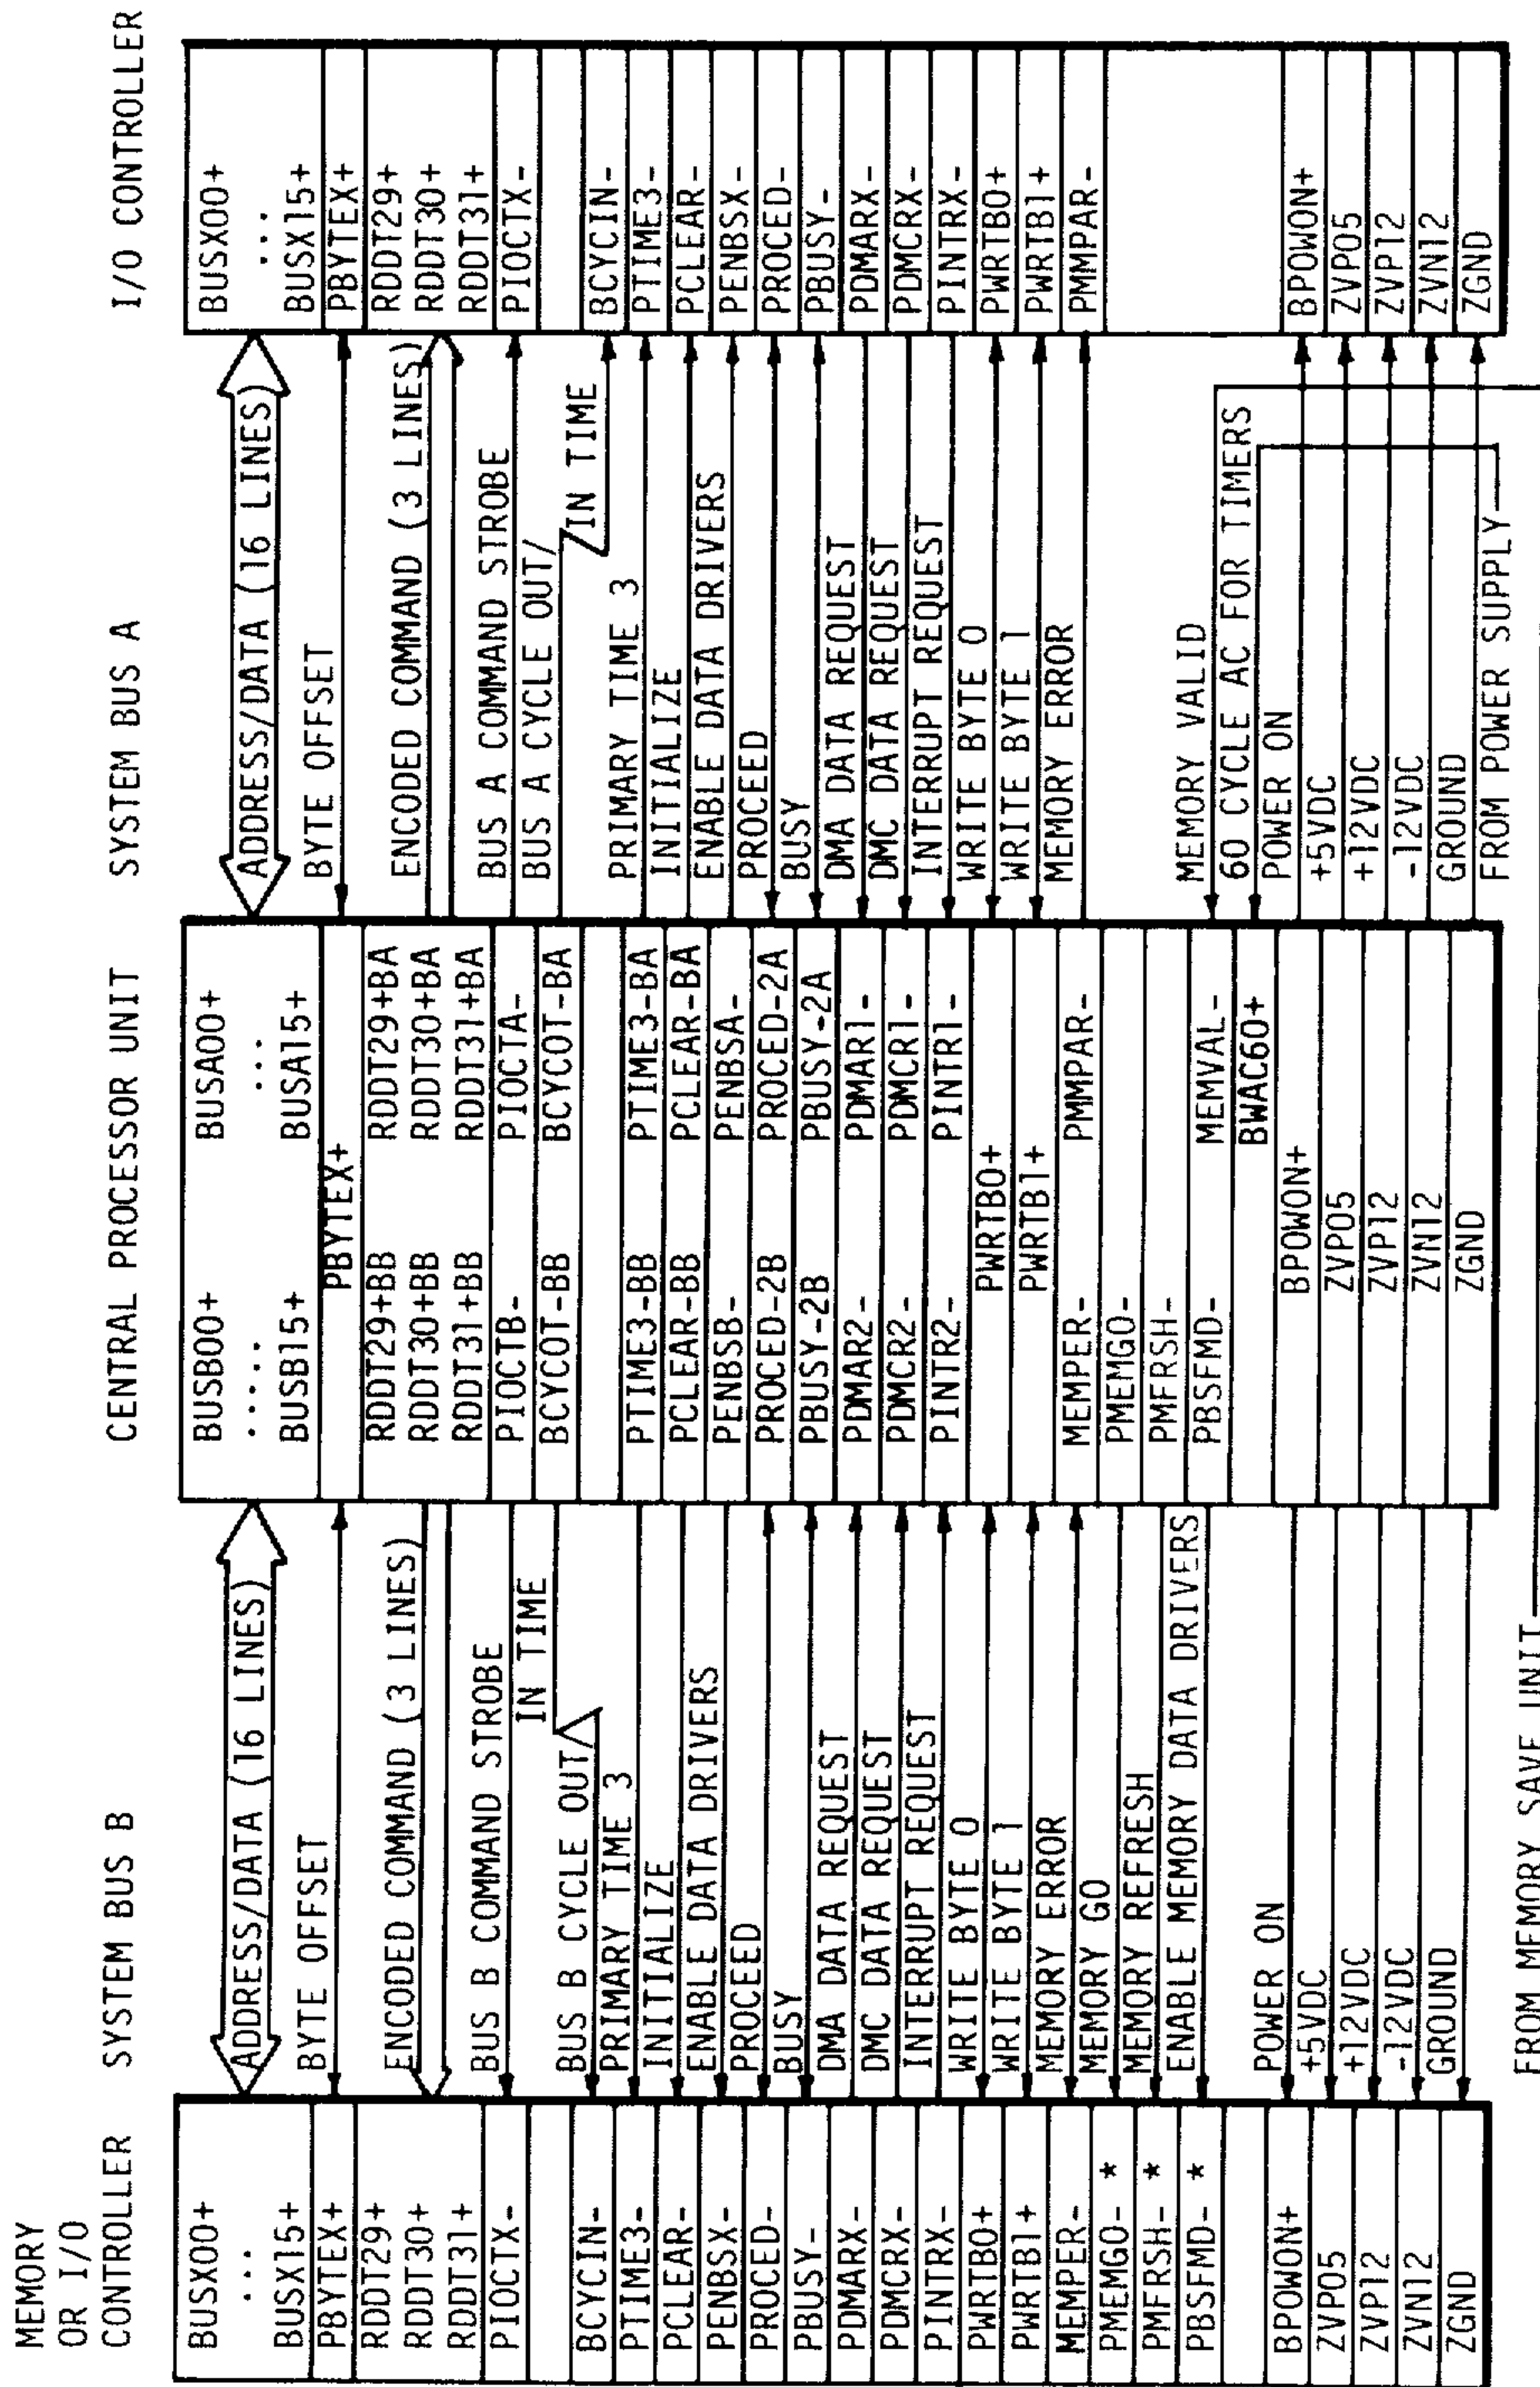 MEMORY
OR I/O
CONTROLLER
BUSX00+
...
BUSX15+
PBYTEX+
RDDT29+
RDDT30+
RDDT31+
PIOCTX-
BCYCIN-
PTIME3-
PCLEAR-
PENBSX-
PROCED-
PBUSY-
PDMARX-
PDMCRX-
PINTRX-
PWRTB0+
PWRTB1+
MEMPER-
PMEMGO- *
PMFRSH- *
PBSFMD- *
BPOWON+
ZVP05
ZVP12
ZVN12
ZGND
SYSTEM BUS B
ADDRESS/DATA (16 LINES)
BYTE OFFSET
ENCODED COMMAND (3 LINES)
BUS B COMMAND STROBE
IN TIME
BUS B CYCLE OUT/
PRIMARY TIME 3
INITIALIZE
ENABLE DATA DRIVERS
PROCEED
BUSY
DMA DATA REQUEST
DMC DATA REQUEST
INTERRUPT REQUEST
WRITE BYTE 0
WRITE BYTE 1
MEMORY ERROR
MEMORY GO
MEMORY REFRESH
ENABLE MEMORY DATA DRIVERS
POWER ON
+5VDC
+12VDC
-12VDC
GROUND
FROM MEMORY SAVE UNIT
CENTRAL PROCESSOR UNIT
BUSB00+ BUSA00+
..... ...
BUSB15+ BUSA15+
PBYTEX+
RDDT29+BB RDDT29+BA
RDDT30+BB RDDT30+BA
RDDT31+BB RDDT31+BA
PIOCTB- PIOCTA-
BCYCOT-BB BCYCOT-BA
PTIME3-BB PTIME3-BA
PCLEAR-BB PCLEAR-BA
PENBSB- PENBSA-
PROCED-2B PROCED-2A
PBUSY-2B PBUSY-2A
PDMAR2- PDMAR1-
PDMCR2- PDMCR1-
PINTR2- PINTR1-
PWRTB0+
PWRTB1+
MEMPER- PMMPAR-
PMEMGO-
PMFRSH-
PBSFMD- MEMVAL-
BWAC60+
BPOWON+
ZVP05
ZVP12
ZVN12
ZGND
SYSTEM BUS A
ADDRESS/DATA (16 LINES)
BYTE OFFSET
ENCODED COMMAND (3 LINES)
BUS A COMMAND STROBE
BUS A CYCLE OUT/
IN TIME
PRIMARY TIME 3
INITIALIZE
ENABLE DATA DRIVERS
PROCEED
BUSY
DMA DATA REQUEST
DMC DATA REQUEST
INTERRUPT REQUEST
WRITE BYTE 0
WRITE BYTE 1
MEMORY ERROR
MEMORY VALID
60 CYCLE AC FOR TIMERS
POWER ON
+5VDC
+12VDC
-12VDC
GROUND
FROM POWER SUPPLY
I/O CONTROLLER
BUSX00+
...
BUSX15+
PBYTEX+
RDDT29+
RDDT30+
RDDT31+
PIOCTX-
BCYCIN-
PTIME3-
PCLEAR-
PENBSX-
PROCED-
PBUSY-
PDMARX-
PDMCRX-
PINTRX-
PWRTB0+
PWRTB1+
PMMPAR-
BPOWON+
ZVP05
ZVP12
ZVN12
ZGND